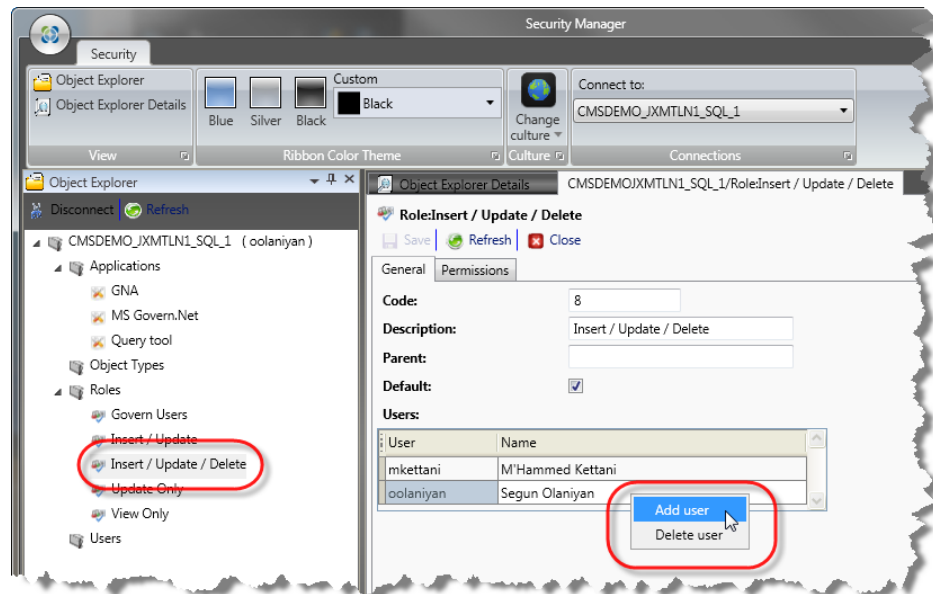 Security Manager
Security
Object Explorer
Object Explorer Details
View
Blue
Silver
Black
Custom
Black
Ribbon Color Theme
Change culture
Culture
Connect to:
CMSDEMO_JXMTLN1_SQL_1
Connections
Object Explorer
Disconnect
Refresh
CMSDEMO_JXMTLN1_SQL_1 ( oolaniyan )
Applications
GNA
MS Govern.Net
Query tool
Object Types
Roles
Govern Users
Insert / Update
Insert / Update / Delete
Update Only
View Only
Users
Object Explorer Details
CMSDEMOJXMTLN1_SQL_1/Role:Insert / Update / Delete
Role:Insert / Update / Delete
Save
Refresh
Close
General
Permissions
Code:
8
Description:
Insert / Update / Delete
Parent:
Default:
Users:
User
Name
mkettani
M'Hammed Kettani
oolaniyan
Segun Olaniyan
Add user
Delete user